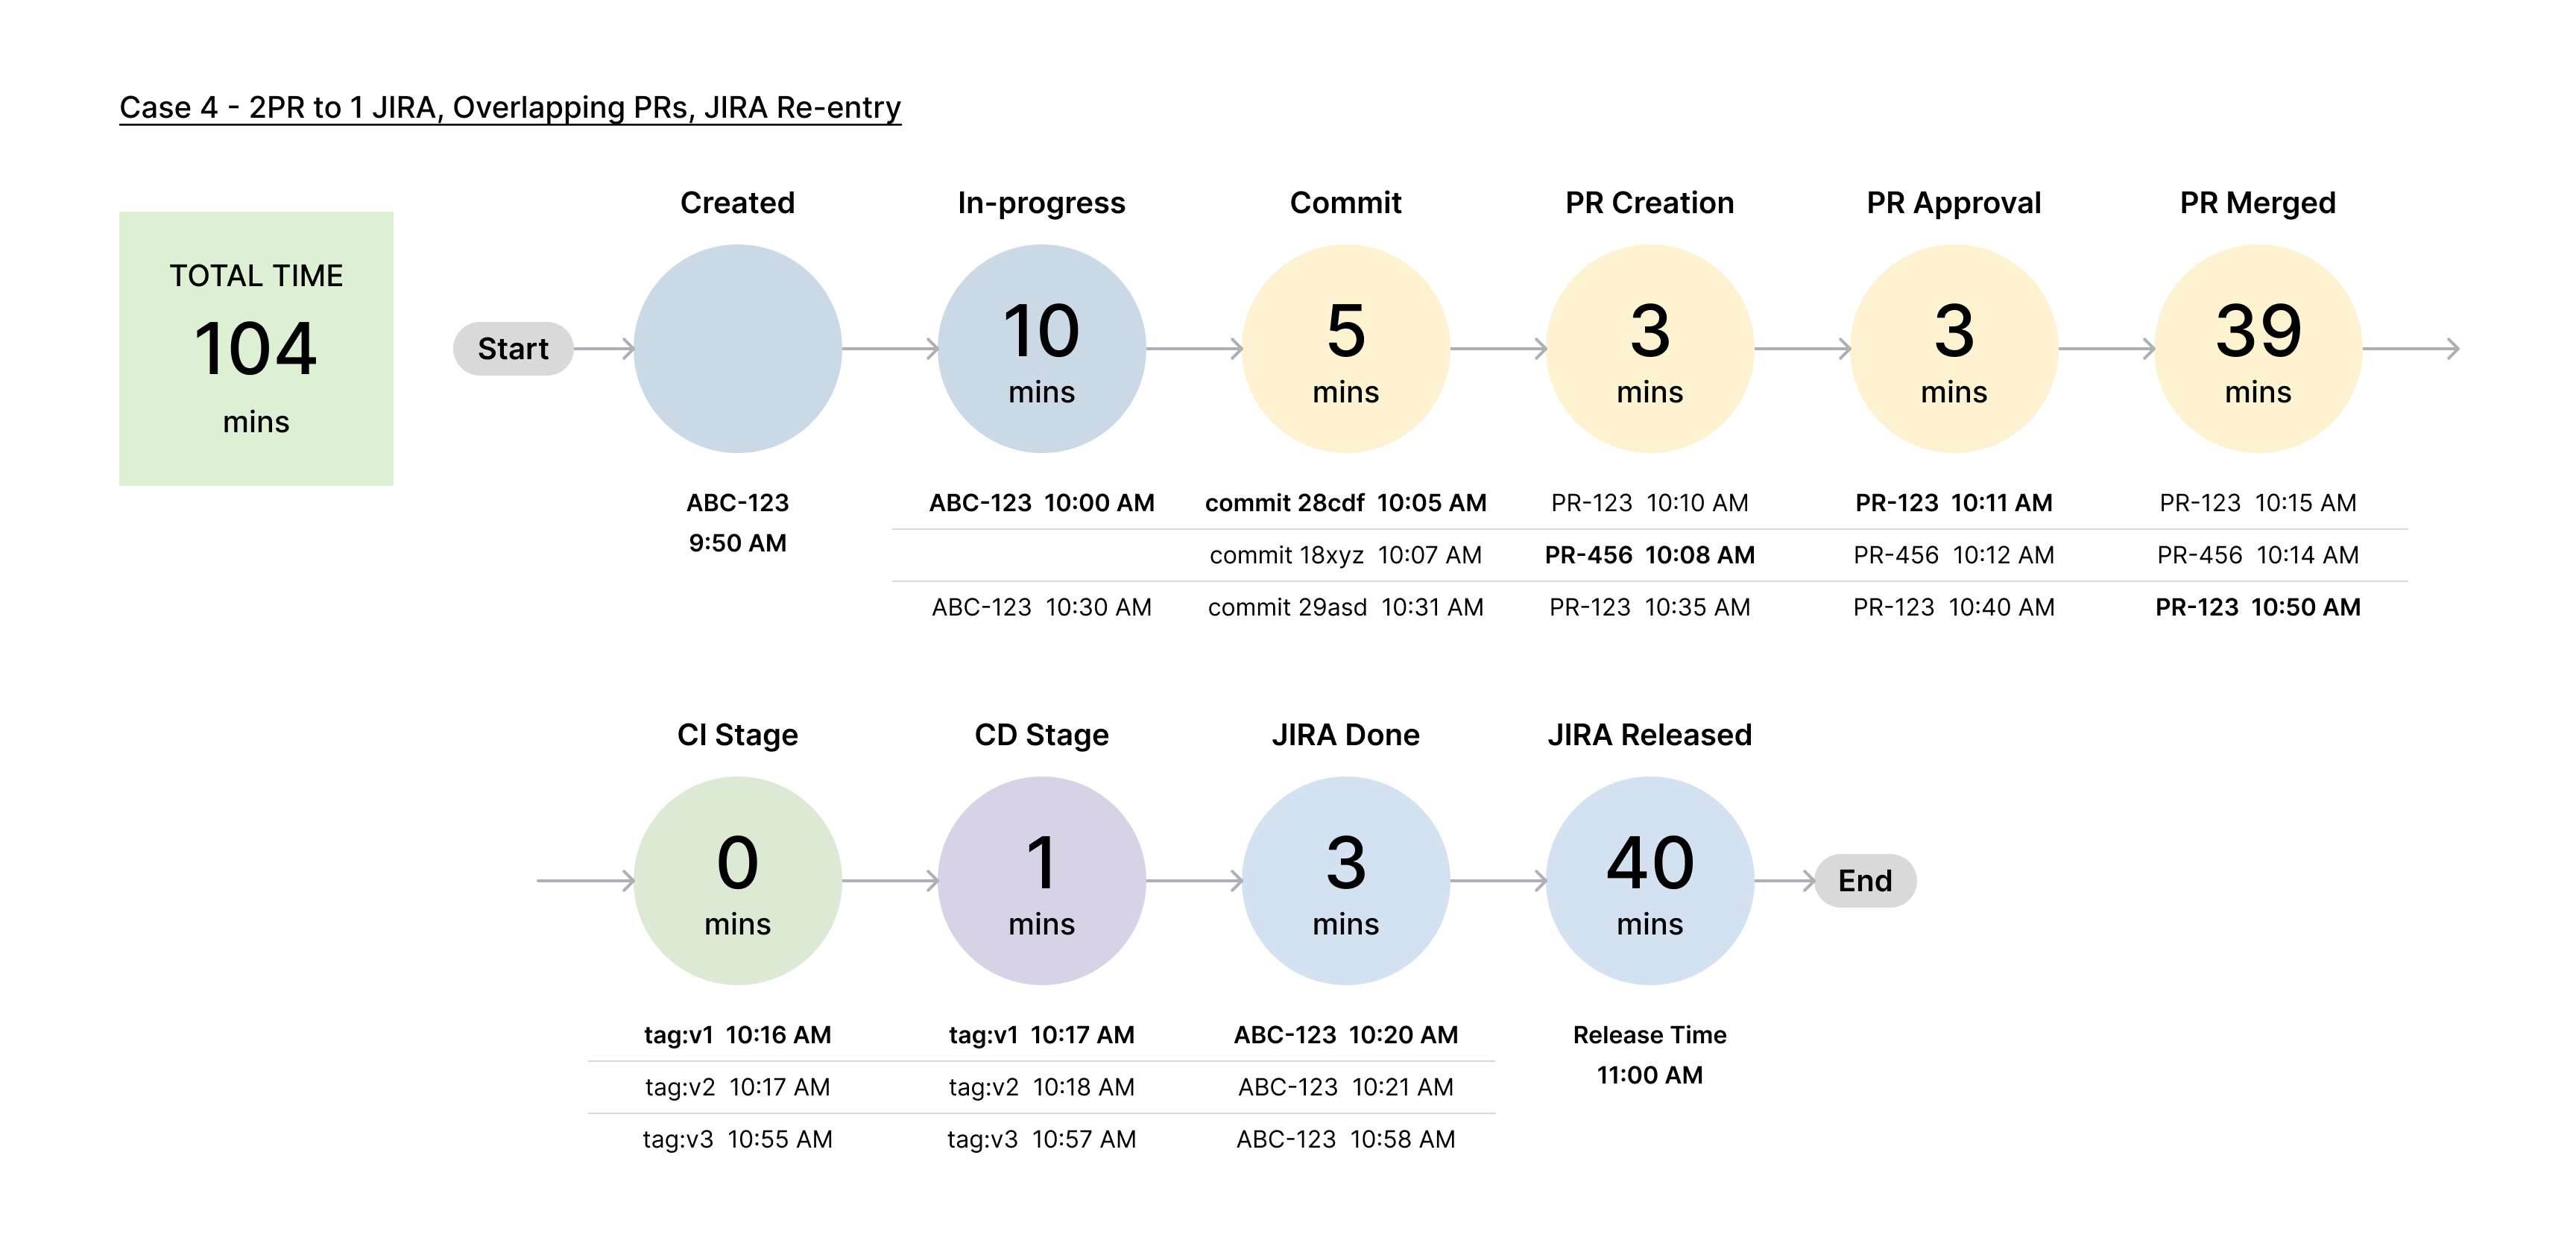 Case 4 - 2PR to 1 JIRA, Overlapping PRs, JIRA Re-entry
TOTAL TIME
104
mins
Start
Created
In-progress
Commit
PR Creation
PR Approval
PR Merged
10
mins
5
mins
3
mins
3
mins
39
mins
ABC-123
9:50 AM
ABC-123 10:00 AM
commit 28cdf 10:05 AM
PR-123 10:10 AM
PR-123 10:11 AM
PR-123 10:15 AM
commit 18xyz 10:07 AM
PR-456 10:08 AM
PR-456 10:12 AM
PR-456 10:14 AM
ABC-123 10:30 AM
commit 29asd 10:31 AM
PR-123 10:35 AM
PR-123 10:40 AM
PR-123 10:50 AM
CI Stage
CD Stage
JIRA Done
JIRA Released
0
mins
1
mins
3
mins
40
mins
End
tag:v1 10:16 AM
tag:v1 10:17 AM
ABC-123 10:20 AM
Release Time
11:00 AM
tag:v2 10:17 AM
tag:v2 10:18 AM
ABC-123 10:21 AM
tag:v3 10:55 AM
tag:v3 10:57 AM
ABC-123 10:58 AM